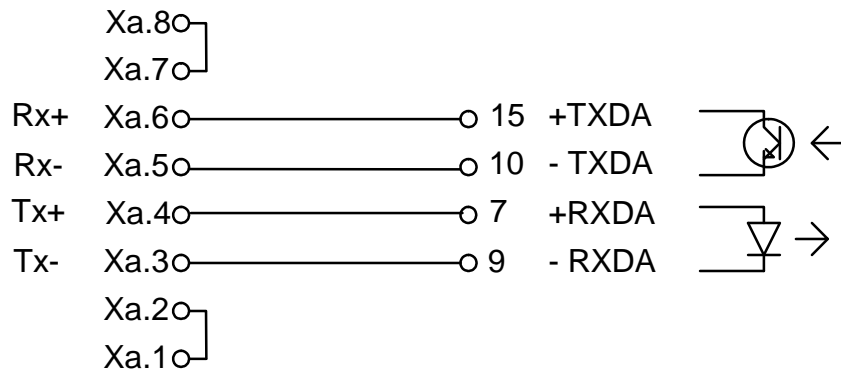 Xa.8
Xa.7
Rx+ Xa.6 15 +TXDA
Rx- Xa.5 10 - TXDA
Tx+ Xa.4 7 +RXDA
Tx- Xa.3 9 - RXDA
Xa.2
Xa.1